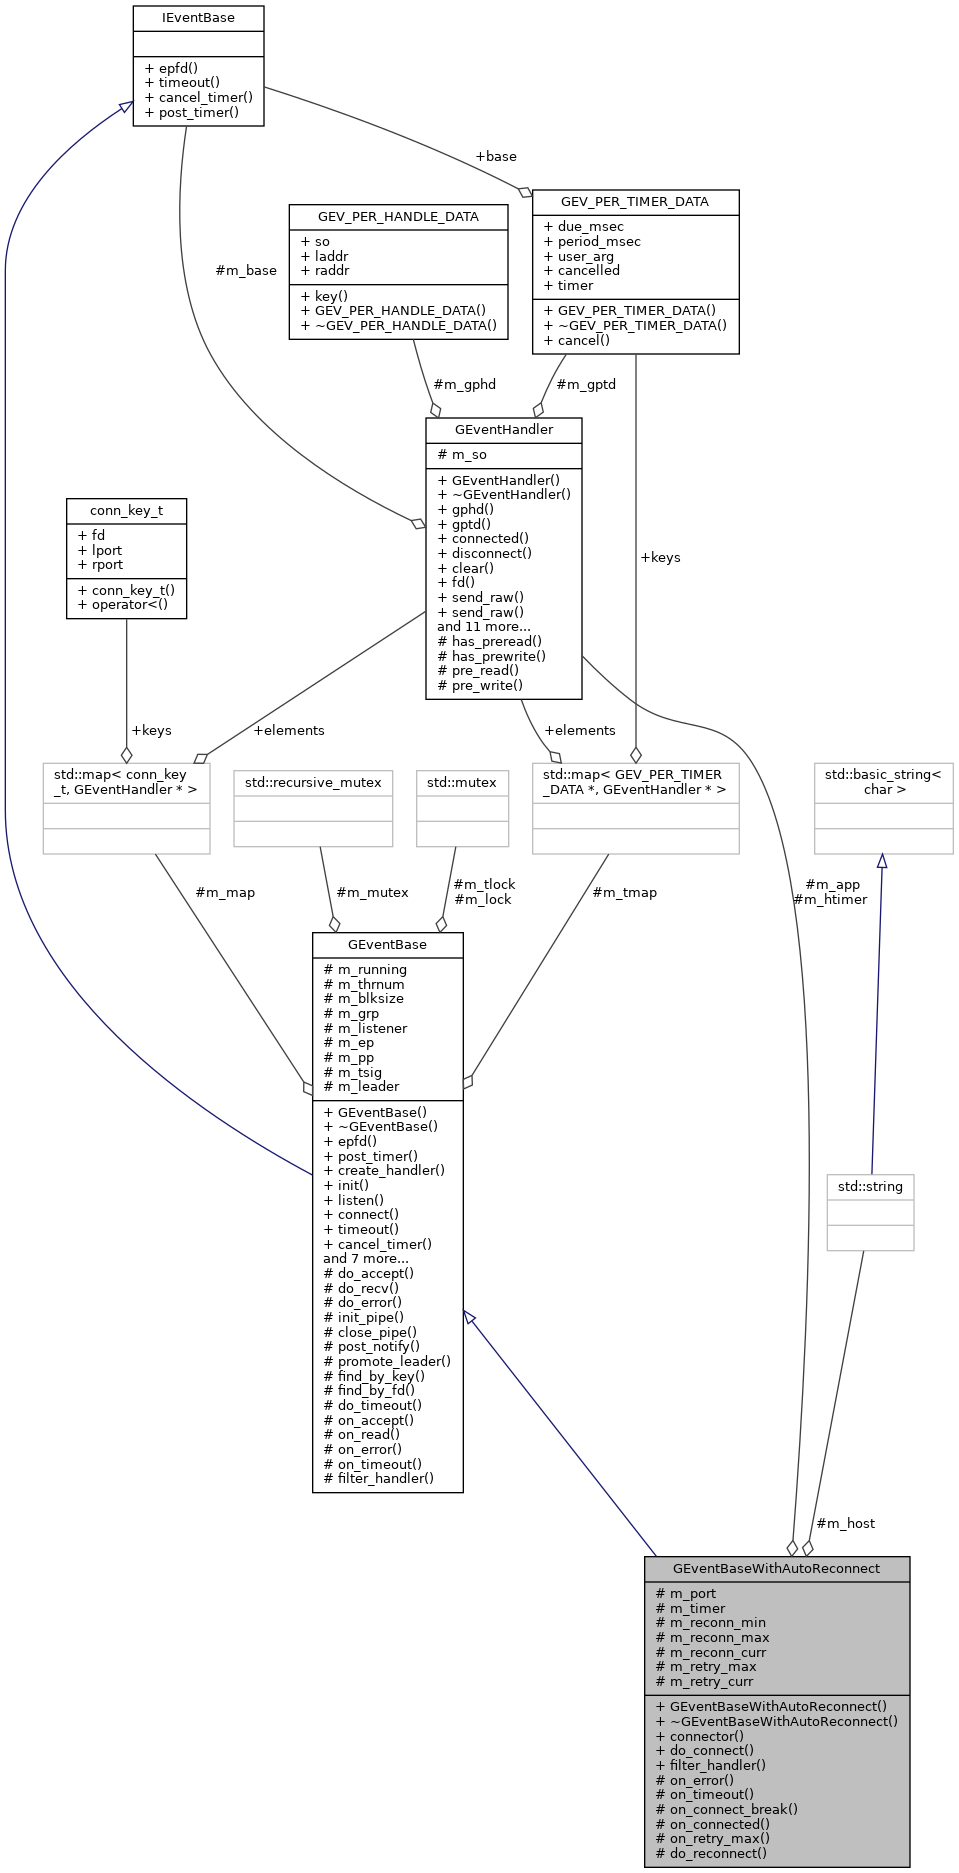 IEventBase
+ epfd()
+ timeout()
+ cancel_timer()
+ post_timer()
+base
GEV_PER_TIMER_DATA
+ due_msec
+ period_msec
+ user_arg
+ cancelled
+ timer
+ GEV_PER_TIMER_DATA()
+ ~GEV_PER_TIMER_DATA()
+ cancel()
GEV_PER_HANDLE_DATA
+ so
+ laddr
+ raddr
+ key()
+ GEV_PER_HANDLE_DATA()
+ ~GEV_PER_HANDLE_DATA()
#m_base
#m_gphd
#m_gptd
GEventHandler
# m_so
+ GEventHandler()
+ ~GEventHandler()
+ gphd()
+ gptd()
+ connected()
+ disconnect()
+ clear()
+ fd()
+ send_raw()
+ send_raw()
and 11 more...
# has_preread()
# has_prewrite()
# pre_read()
# pre_write()
conn_key_t
+ fd
+ lport
+ rport
+ conn_key_t()
+ operator<()
+keys
+keys
+elements
+elements
std::map< conn_key
_t, GEventHandler * >
std::recursive_mutex
std::mutex
std::map< GEV_PER_TIMER
_DATA *, GEventHandler * >
std::basic_string<
char >
#m_map
#m_mutex
#m_tlock
#m_lock
#m_tmap
#m_app
#m_htimer
GEventBase
# m_running
# m_thrnum
# m_blksize
# m_grp
# m_listener
# m_ep
# m_pp
# m_tsig
# m_leader
+ GEventBase()
+ ~GEventBase()
+ epfd()
+ post_timer()
+ create_handler()
+ init()
+ listen()
+ connect()
+ timeout()
+ cancel_timer()
and 7 more...
# do_accept()
# do_recv()
# do_error()
# init_pipe()
# close_pipe()
# post_notify()
# promote_leader()
# find_by_key()
# find_by_fd()
# do_timeout()
# on_accept()
# on_read()
# on_error()
# on_timeout()
# filter_handler()
std::string
#m_host
GEventBaseWithAutoReconnect
# m_port
# m_timer
# m_reconn_min
# m_reconn_max
# m_reconn_curr
# m_retry_max
# m_retry_curr
+ GEventBaseWithAutoReconnect()
+ ~GEventBaseWithAutoReconnect()
+ connector()
+ do_connect()
+ filter_handler()
# on_error()
# on_timeout()
# on_connect_break()
# on_connected()
# on_retry_max()
# do_reconnect()